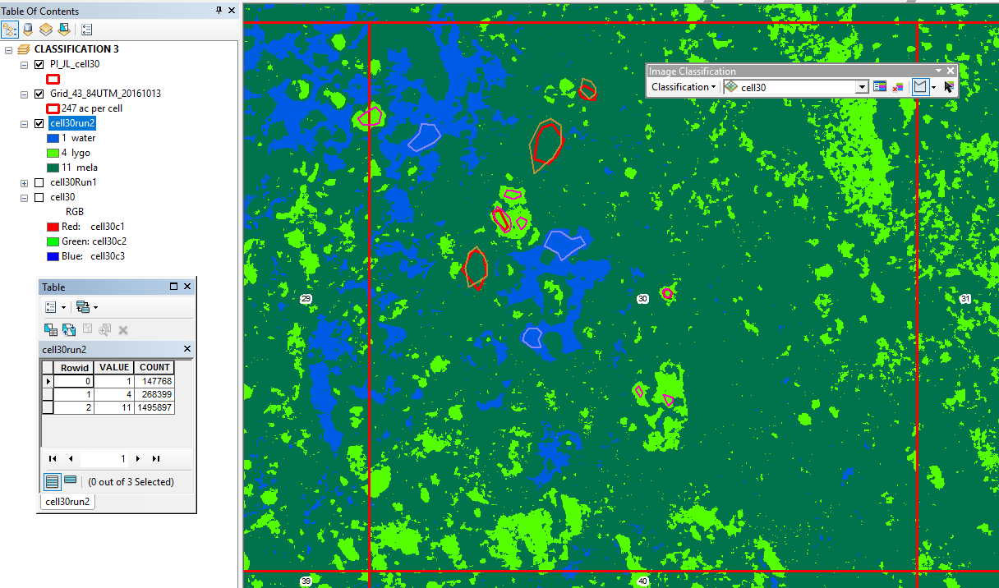 Table Of Contents
CLASSIFICATION 3
PI_JL_cell30
Grid_43_84UTM_20161013
247 ac per cell
cell30run2
1 water
4 lygo
11 mela
cell30Run1
cell30
RGB
Red: cell30c1
Green: cell30c2
Blue: cell30c3
Table
cell30run2
Rowid VALUE COUNT
0 1 147768
1 4 268399
2 11 1495897
1
(0 out of 3 Selected)
cell30run2
Image Classification
Classification cell30
29
30
31
39
40